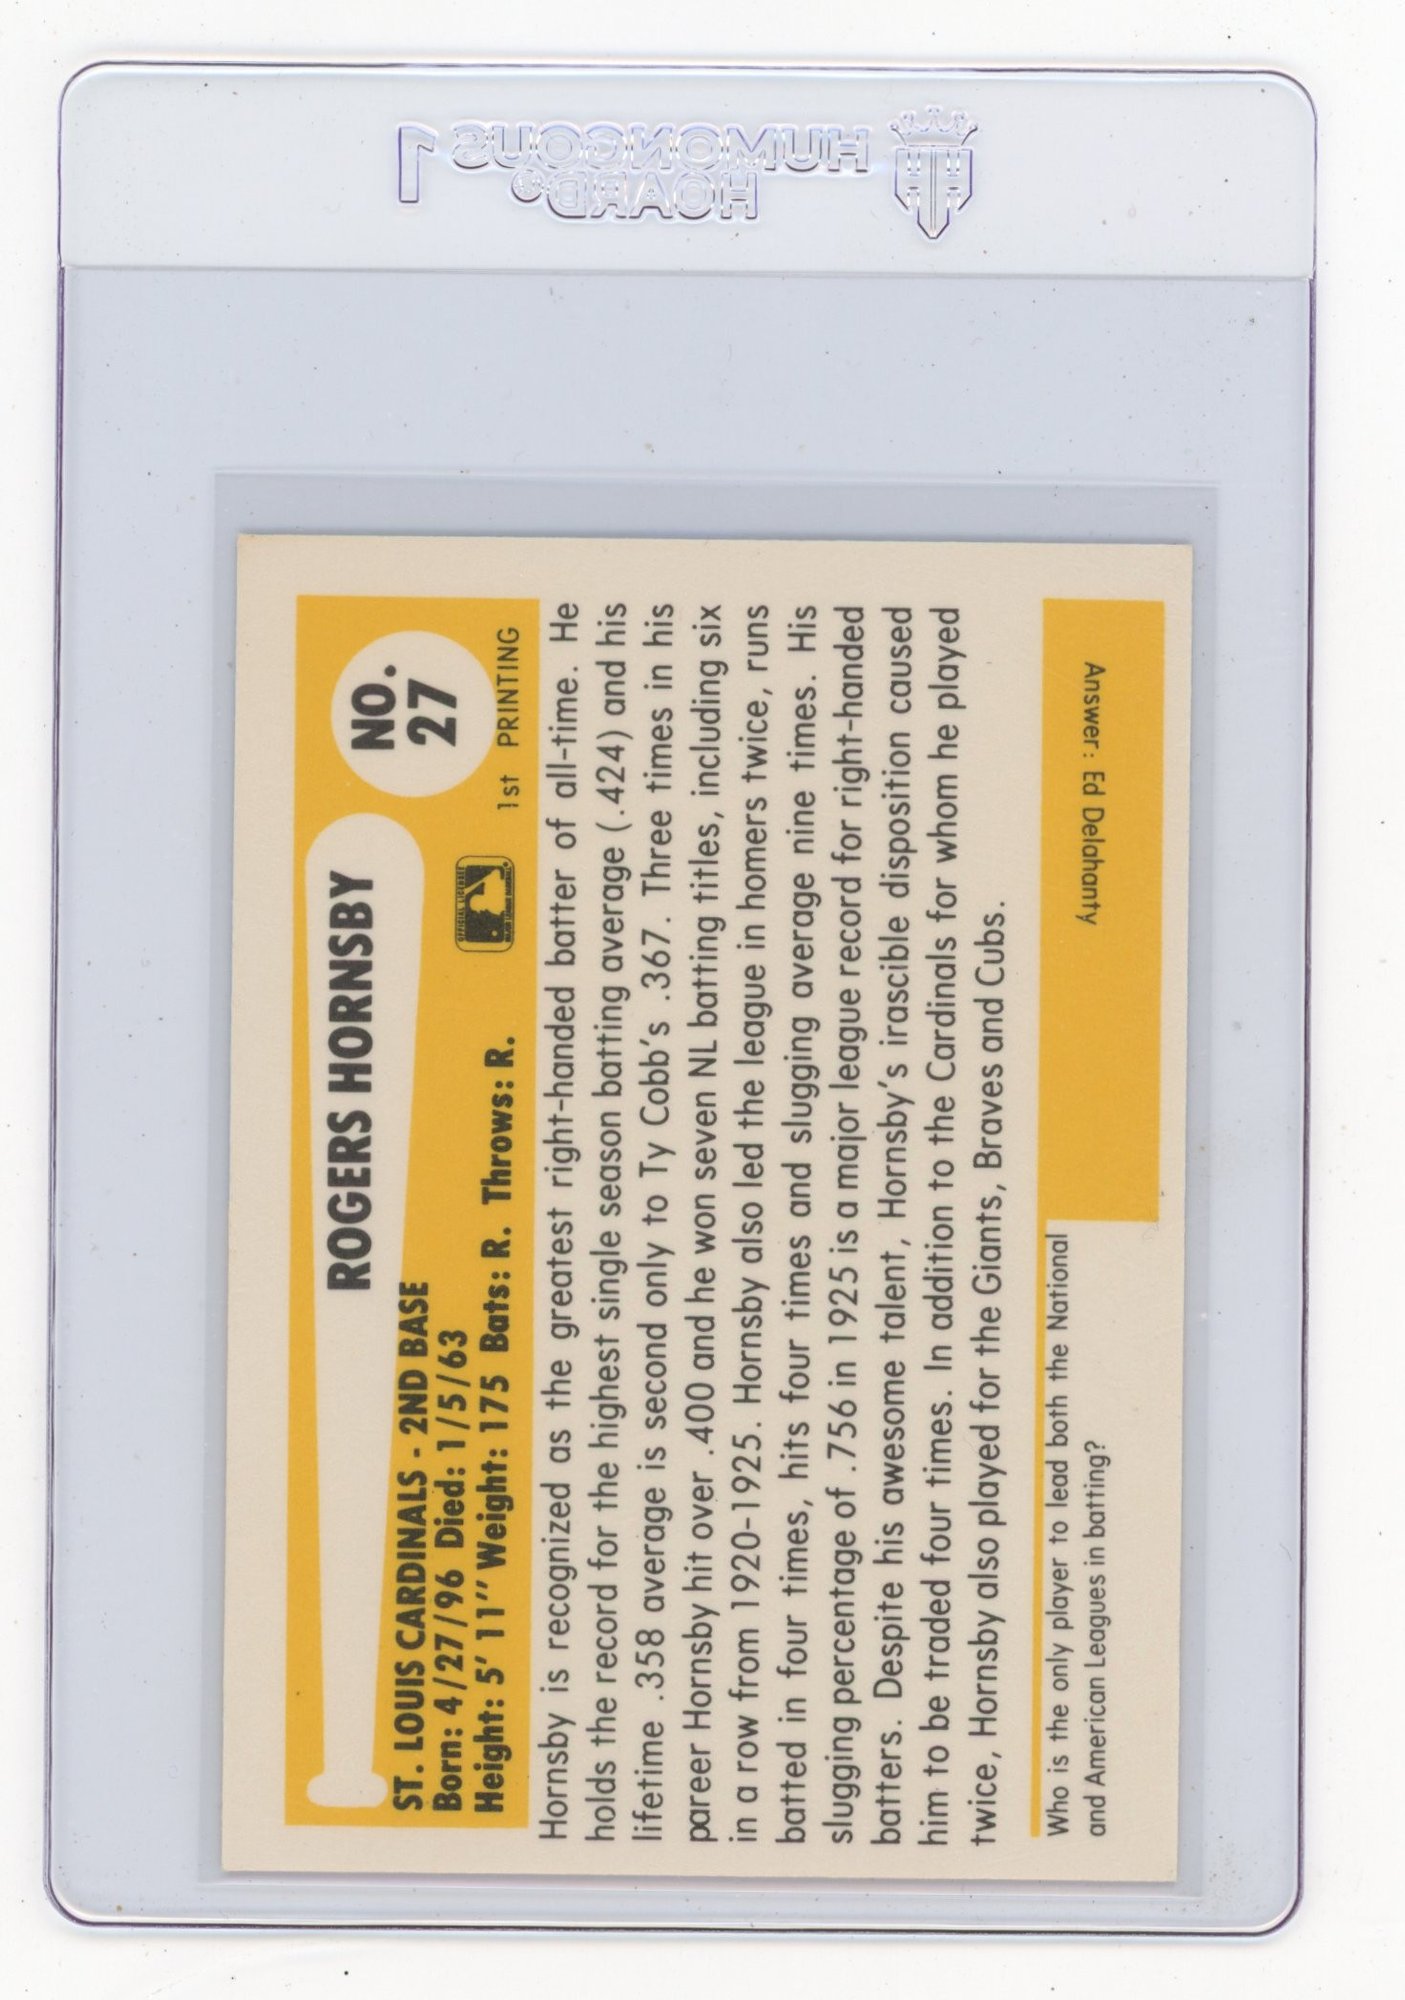 HUMONGOUS
HOARD®
1
ROGERS HORNSBY
NO.
27
ST. LOUIS CARDINALS - 2ND BASE
Born: 4/27/96 Died: 1/5/63
Height: 5' 11" Weight: 175 Bats: R. Throws: R.
1st PRINTING
Hornsby is recognized as the greatest right-handed batter of all-time. He
holds the record for the highest single season batting average (.424) and his
lifetime .358 average is second only to Ty Cobb's .367. Three times in his
pareer Hornsby hit over .400 and he won seven NL batting titles, including six
in a row from 1920-1925. Hornsby also led the league in homers twice, runs
batted in four times, hits four times and slugging average nine times. His
slugging percentage of .756 in 1925 is a major league record for right-handed
batters. Despite his awesome talent, Hornsby's irascible disposition caused
him to be traded four times. In addition to the Cardinals for whom he played
twice, Hornsby also played for the Giants, Braves and Cubs.
Who is the only player to lead both the National
and American Leagues in batting?
Answer: Ed Delahanty